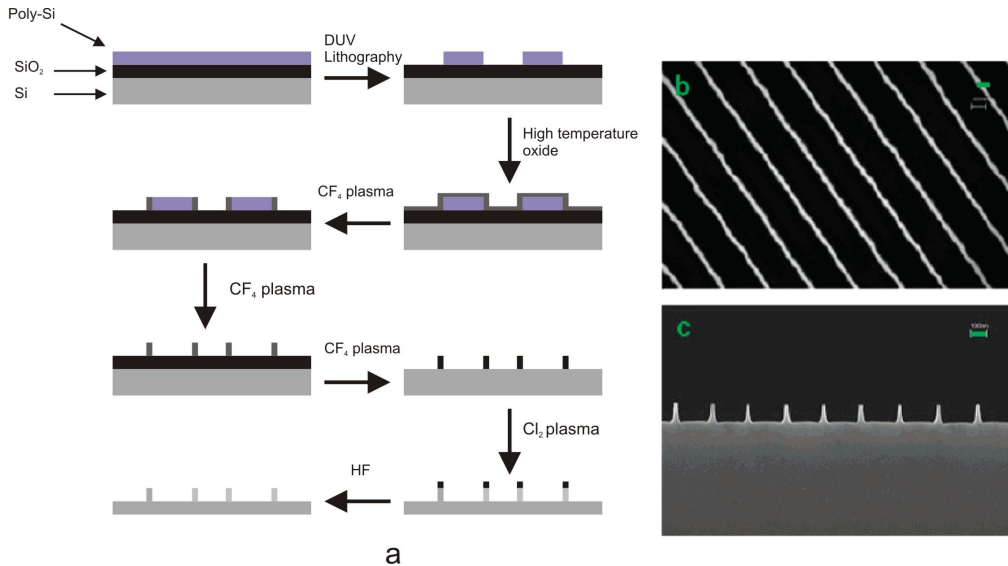 Poly-Si
SiO₂
Si
DUV
Lithography
High temperature
oxide
CF₄ plasma
CF₄ plasma
CF₄ plasma
Cl₂ plasma
HF
a
b
c
100nm